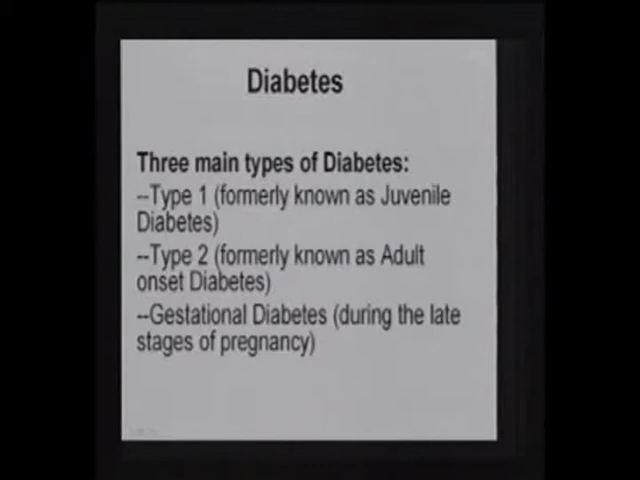 Diabetes
Three main types of Diabetes:
--Type 1 (formerly known as Juvenile
Diabetes)
--Type 2 (formerly known as Adult
onset Diabetes)
--Gestational Diabetes (during the late
stages of pregnancy)